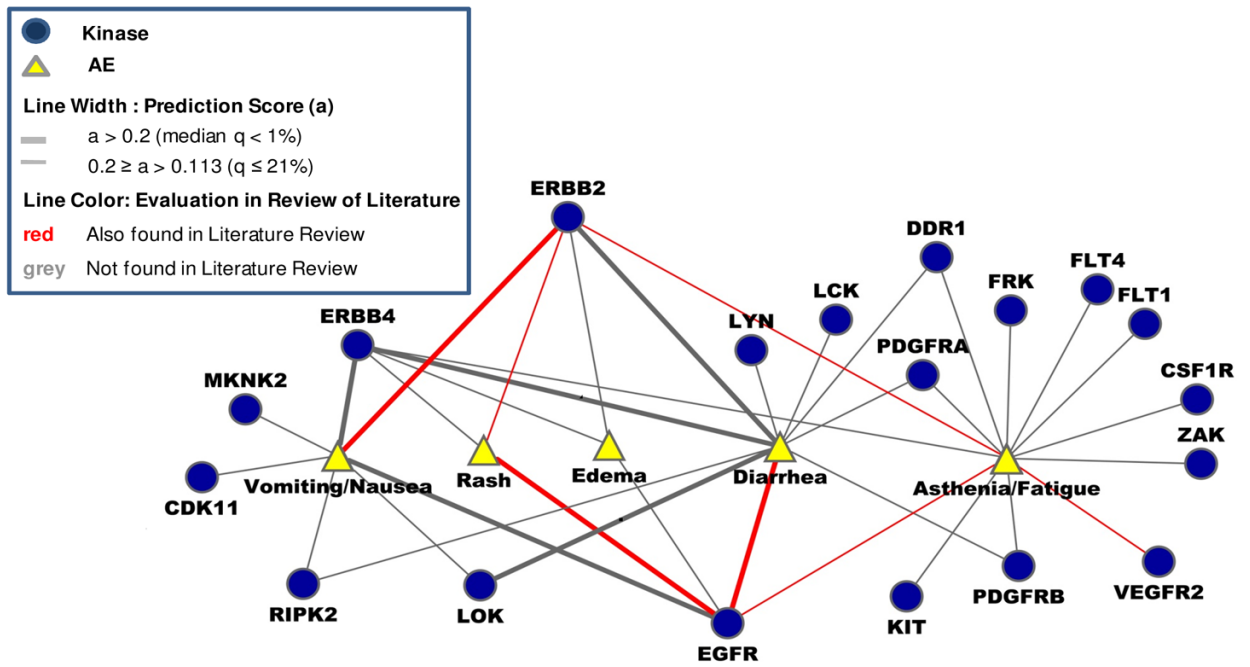 Kinase
AE
Line Width : Prediction Score (a)
a > 0.2 (median q < 1%)
0.2 ≥ a > 0.113 (q ≤ 21%)
Line Color: Evaluation in Review of Literature
red Also found in Literature Review
grey Not found in Literature Review
ERBB2
DDR1
FLT4
FRK
FLT1
LCK
ERBB4
LYN
PDGFRA
CSF1R
MKNK2
ZAK
Vomiting/Nausea
Rash
Edema
Diarrhea
Asthenia/Fatigue
CDK11
RIPK2
LOK
PDGFRB
VEGFR2
KIT
EGFR